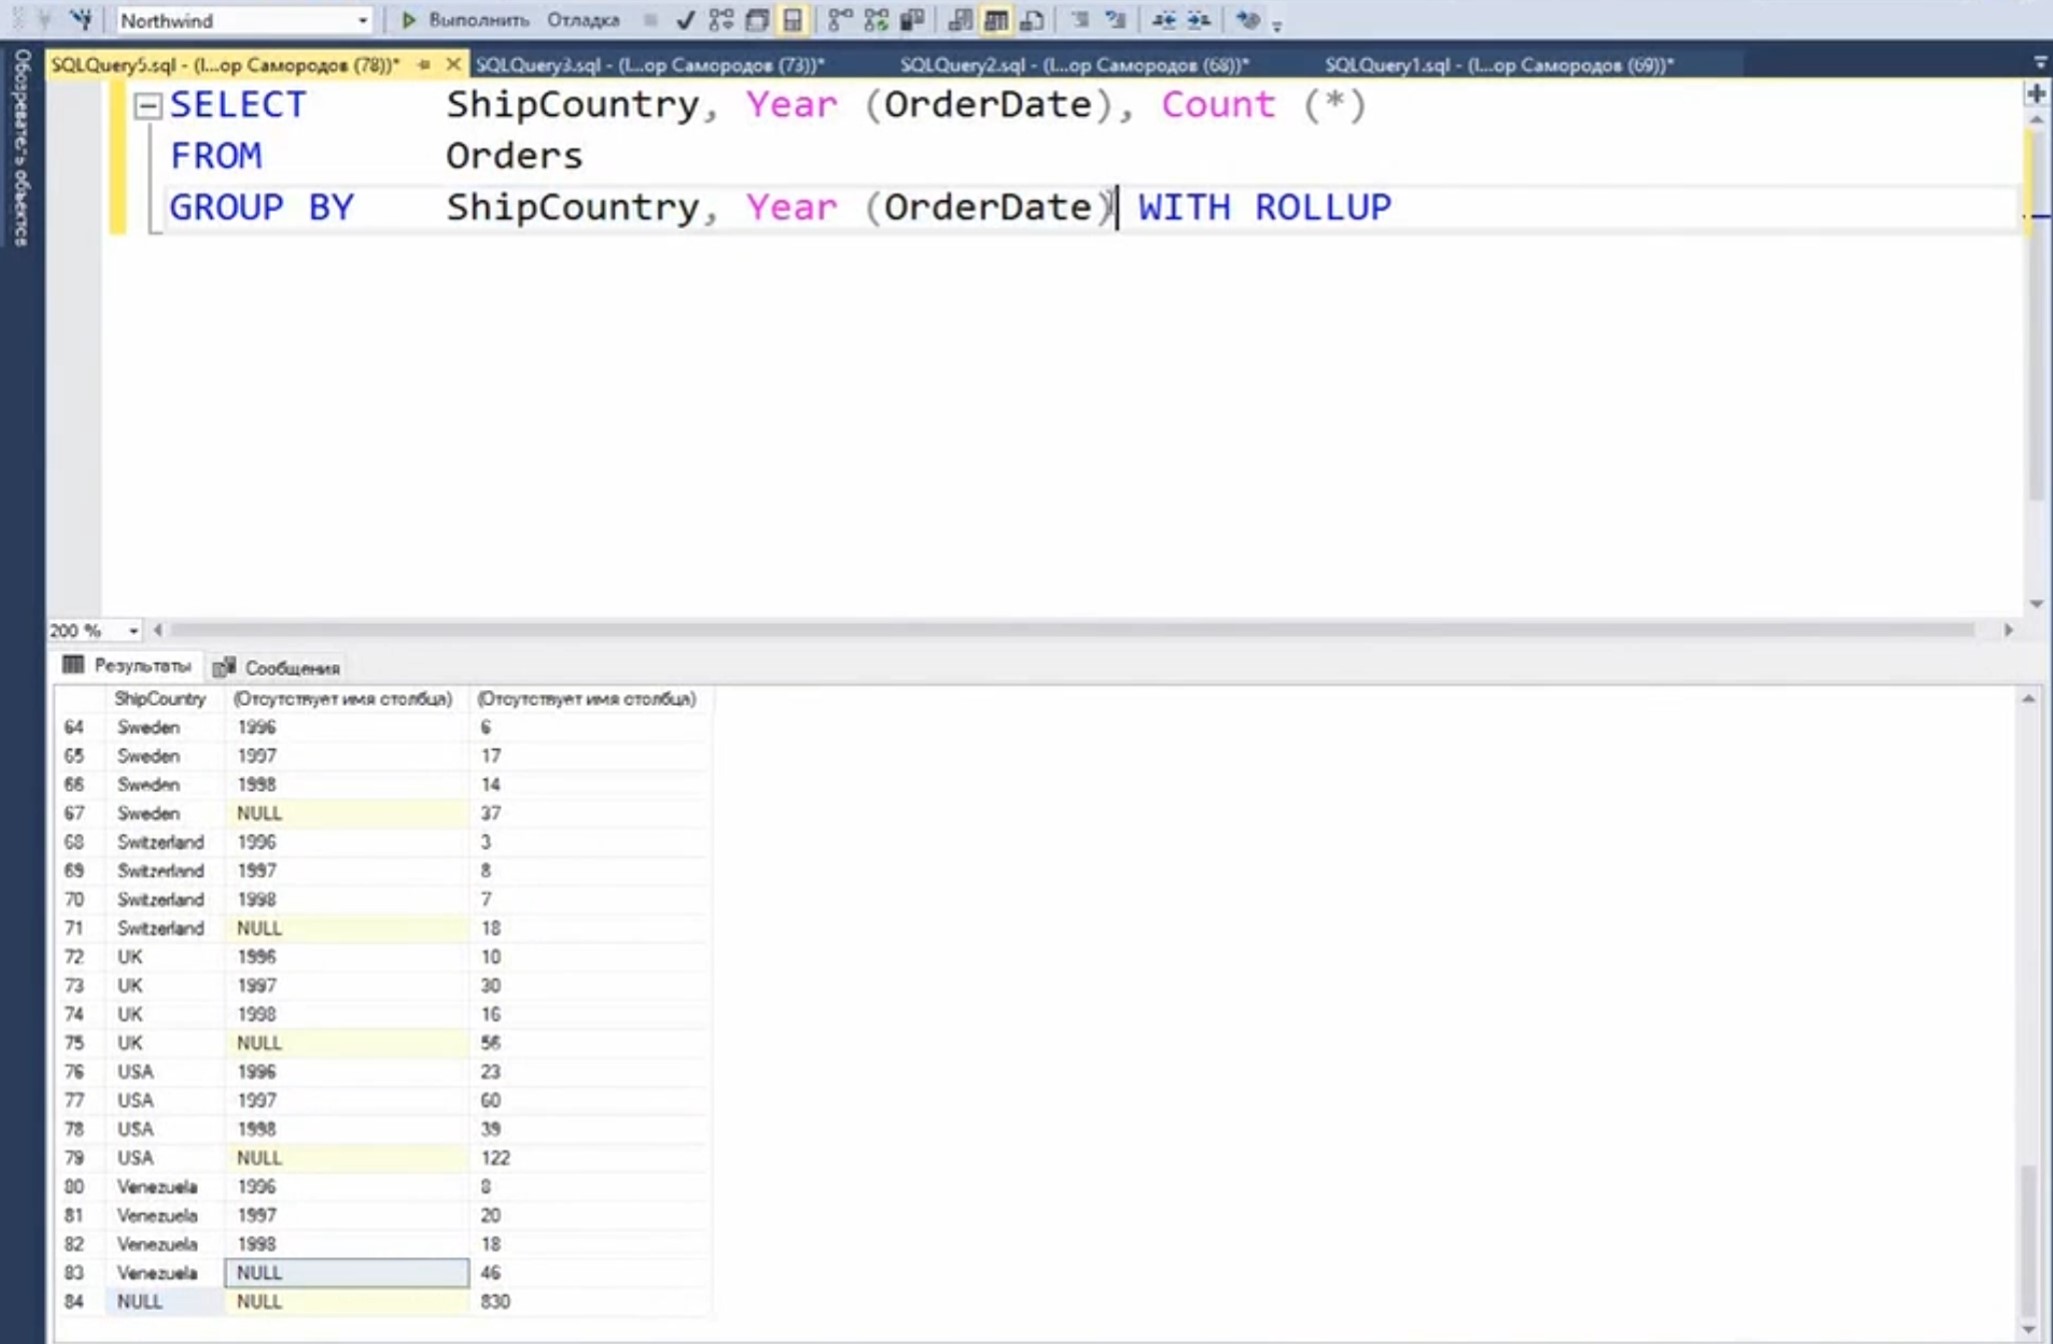 Northwind Выполнить Отладка
Обозреватель объектов
SQLQuery5.sql - (l...ор Самородов (78))* SQLQuery3.sql - (l...ор Самородов (73))* SQLQuery2.sql - (l...ор Самородов (68))* SQLQuery1.sql - (l...ор Самородов (69))*
SELECT ShipCountry, Year (OrderDate), Count (*)
FROM Orders
GROUP BY ShipCountry, Year (OrderDate) WITH ROLLUP
200 %
Результаты Сообщения
ShipCountry (Отсутствует имя столбца) (Отсутствует имя столбца)
64 Sweden 1996 6
65 Sweden 1997 17
66 Sweden 1998 14
67 Sweden NULL 37
68 Switzerland 1996 3
69 Switzerland 1997 8
70 Switzerland 1998 7
71 Switzerland NULL 18
72 UK 1996 10
73 UK 1997 30
74 UK 1998 16
75 UK NULL 56
76 USA 1996 23
77 USA 1997 60
78 USA 1998 39
79 USA NULL 122
80 Venezuela 1996 8
81 Venezuela 1997 20
82 Venezuela 1998 18
83 Venezuela NULL 46
84 NULL NULL 830